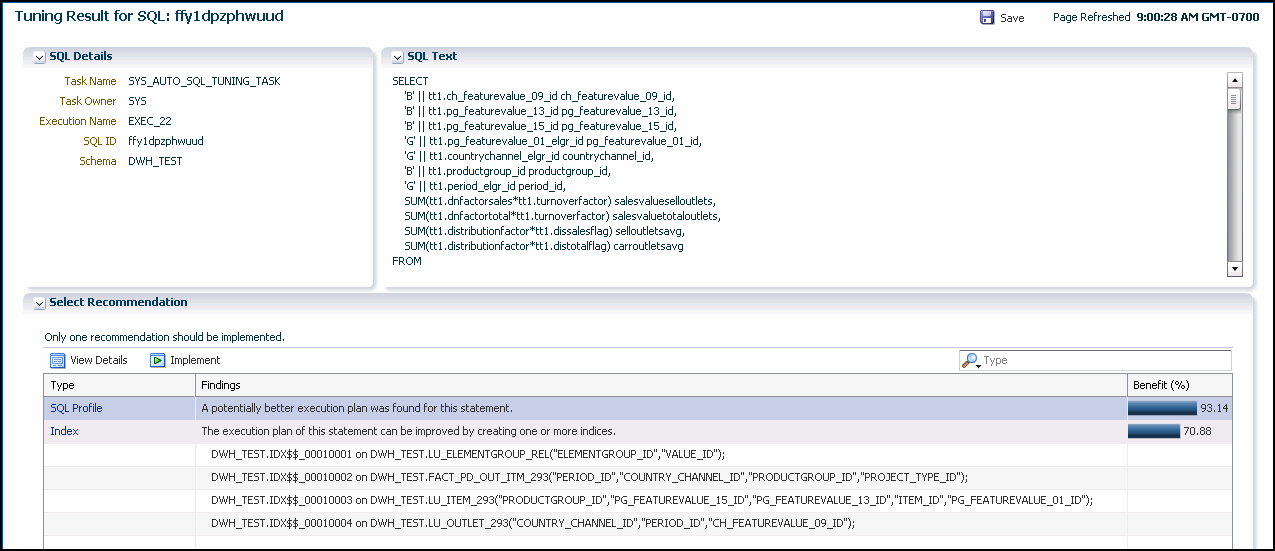 Tuning Result for SQL: ffy1dpzphwuud
Save Page Refreshed 9:00:28 AM GMT-0700
SQL Details
Task Name SYS_AUTO_SQL_TUNING_TASK
Task Owner SYS
Execution Name EXEC_22
SQL ID ffy1dpzphwuud
Schema DWH_TEST
SQL Text
SELECT
'B' || tt1.ch_featurevalue_09_id ch_featurevalue_09_id,
'B' || tt1.pg_featurevalue_13_id pg_featurevalue_13_id,
'B' || tt1.pg_featurevalue_15_id pg_featurevalue_15_id,
'G' || tt1.pg_featurevalue_01_elgr_id pg_featurevalue_01_id,
'G' || tt1.countrychannel_elgr_id countrychannel_id,
'B' || tt1.productgroup_id productgroup_id,
'G' || tt1.period_elgr_id period_id,
SUM(tt1.dnfactorsales*tt1.turnoverfactor) salesvalueselloutlets,
SUM(tt1.dnfactortotal*tt1.turnoverfactor) salesvaluetotaloutlets,
SUM(tt1.distributionfactor*tt1.dissalesflag) selloutletsavg,
SUM(tt1.distributionfactor*tt1.distotalflag) carroutletsavg
FROM
Select Recommendation
Only one recommendation should be implemented.
View Details Implement Type
Type Findings Benefit (%)
SQL Profile A potentially better execution plan was found for this statement. 93.14
Index The execution plan of this statement can be improved by creating one or more indices. 70.88
DWH_TEST.IDX$$_00010001 on DWH_TEST.LU_ELEMENTGROUP_REL("ELEMENTGROUP_ID","VALUE_ID");
DWH_TEST.IDX$$_00010002 on DWH_TEST.FACT_PD_OUT_ITM_293("PERIOD_ID","COUNTRY_CHANNEL_ID","PRODUCTGROUP_ID","PROJECT_TYPE_ID");
DWH_TEST.IDX$$_00010003 on DWH_TEST.LU_ITEM_293("PRODUCTGROUP_ID","PG_FEATUREVALUE_15_ID","PG_FEATUREVALUE_13_ID","ITEM_ID","PG_FEATUREVALUE_01_ID");
DWH_TEST.IDX$$_00010004 on DWH_TEST.LU_OUTLET_293("COUNTRY_CHANNEL_ID","PERIOD_ID","CH_FEATUREVALUE_09_ID");